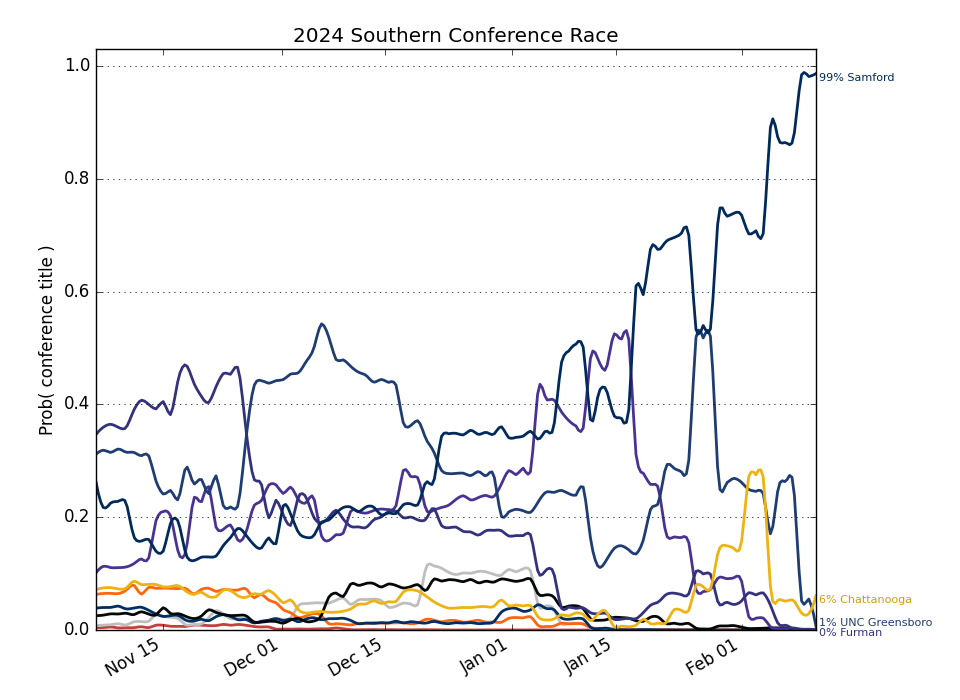 2024 Southern Conference Race
Prob( conference title )
1.0
0.8
0.6
0.4
0.2
0.0
99% Samford
6% Chattanooga
1% UNC Greensboro
0% Furman
Nov 15
Dec 01
Dec 15
Jan 01
Jan 15
Feb 01